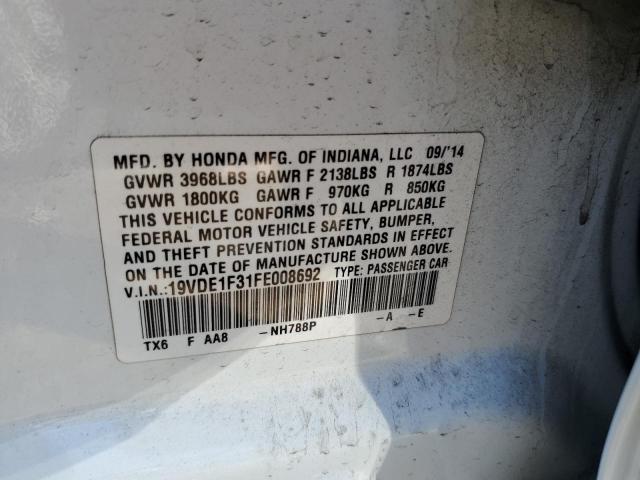 MFD. BY HONDA MFG. OF INDIANA, LLC 09/'14
GVWR 3968LBS GAWR F 2138LBS R 1874LBS
GVWR 1800KG GAWR F 970KG R 850KG
THIS VEHICLE CONFORMS TO ALL APPLICABLE
FEDERAL MOTOR VEHICLE SAFETY, BUMPER,
AND THEFT PREVENTION STANDARDS IN EFFECT
ON THE DATE OF MANUFACTURE SHOWN ABOVE.
V.I.N.:19VDE1F31FE008692 TYPE: PASSENGER CAR
TX6 F AA8 -NH788P -A -E